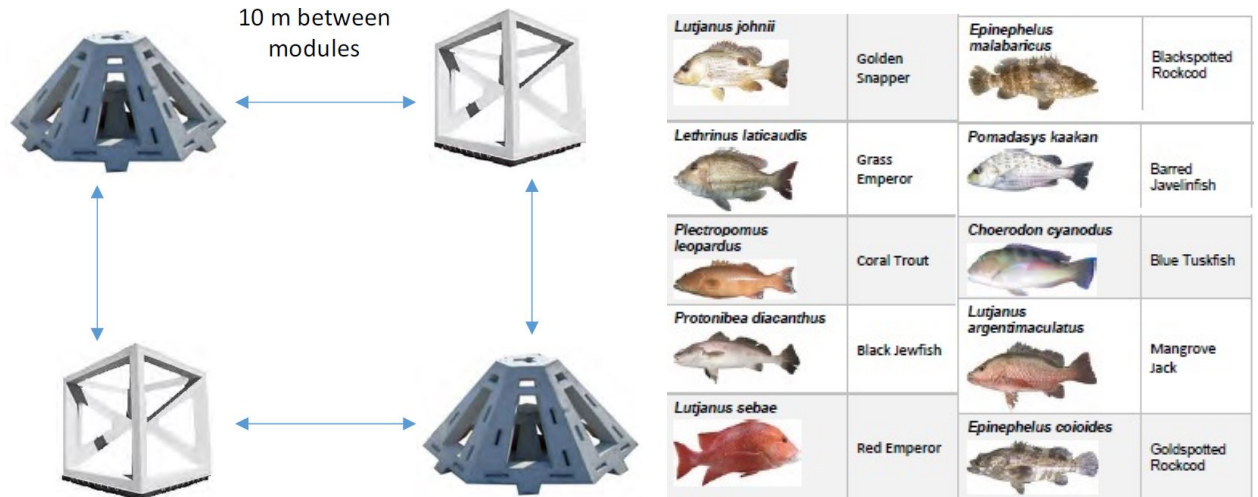 10 m between
modules
Lutjanus johnii
Golden
Snapper
Lethrinus laticaudis
Grass
Emperor
Plectropomus
leopardus
Coral Trout
Protonibea diacanthus
Black Jewfish
Lutjanus sebae
Red Emperor
Epinephelus
malabaricus
Blackspotted
Rockcod
Pomadasys kaakan
Barred
Javelinfish
Choerodon cyanodus
Blue Tuskfish
Lutjanus
argentimaculatus
Mangrove
Jack
Epinephelus coioides
Goldspotted
Rockcod